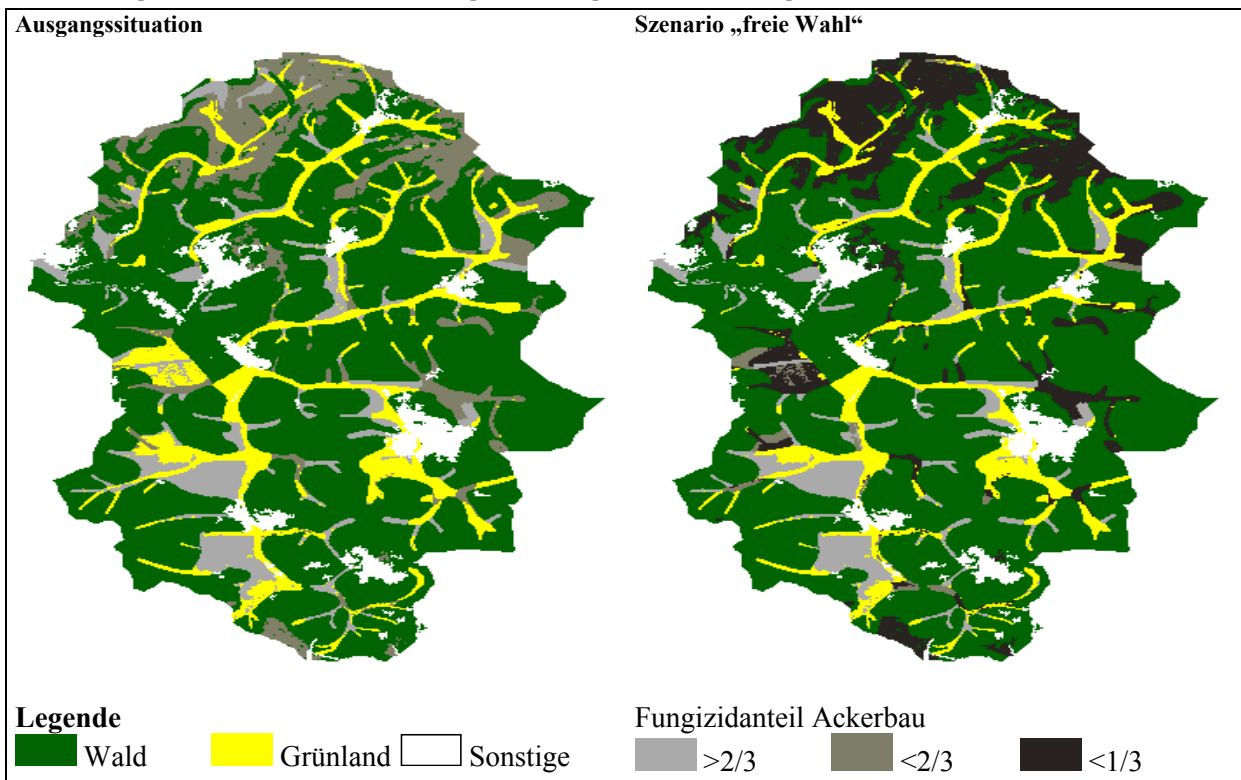 Ausgangssituation
Szenario „freie Wahl“
Legende
Wald
Grünland
Sonstige
Fungizidanteil Ackerbau
>2/3
<2/3
<1/3